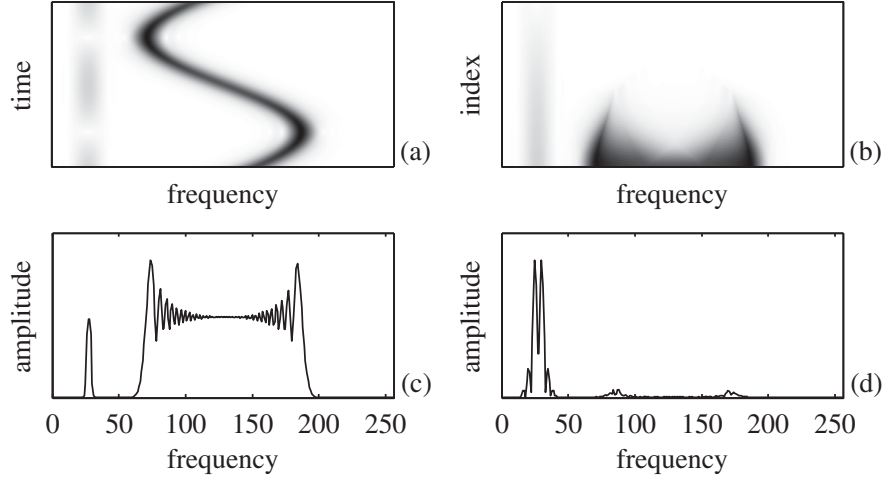 time
(a)
frequency
index
(b)
frequency
amplitude
(c)
0 50 100 150 200 250
frequency
amplitude
(d)
0 50 100 150 200 250
frequency